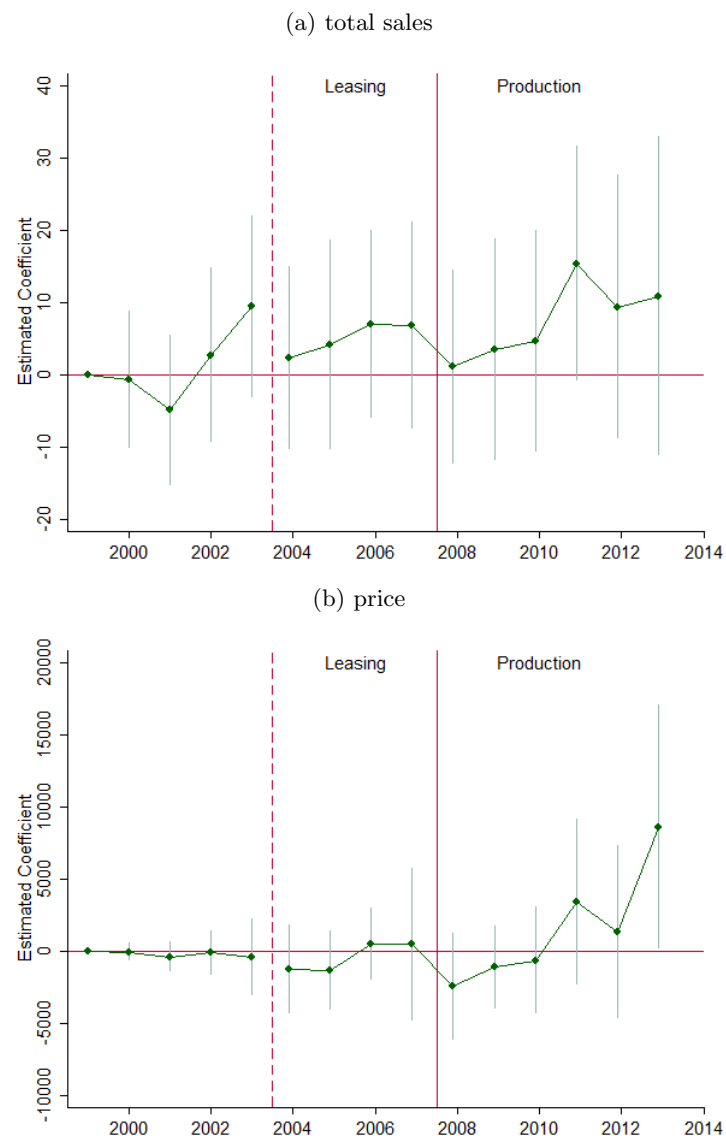 (a) total sales
Leasing Production
Estimated Coefficient
40
30
20
10
0
-10
-20
2000 2002 2004 2006 2008 2010 2012 2014
(b) price
Leasing Production
Estimated Coefficient
20000
15000
10000
5000
0
-5000
-10000
2000 2002 2004 2006 2008 2010 2012 2014